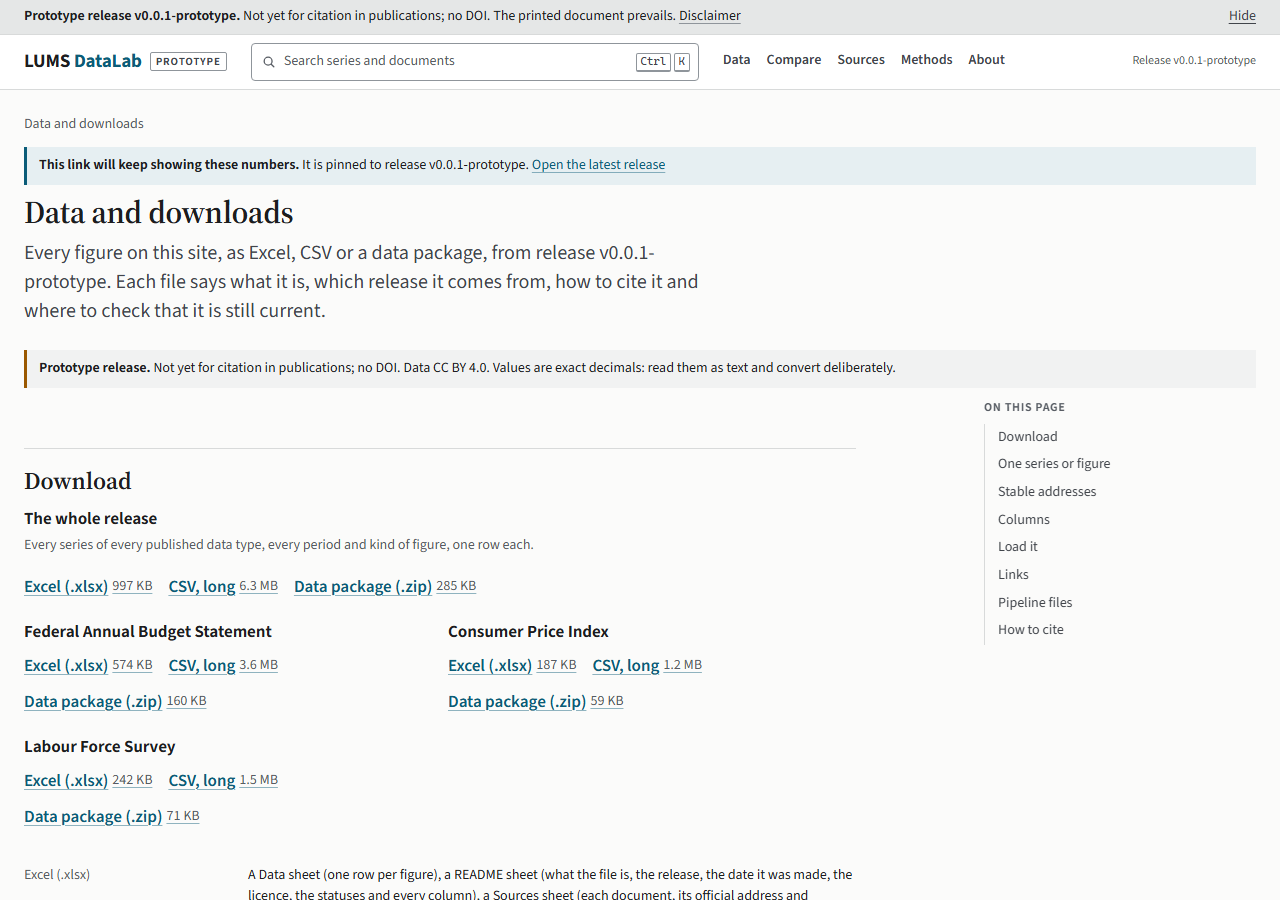 Prototype release v0.0.1-prototype. Not yet for citation in publications; no DOI. The printed document prevails. Disclaimer Hide
LUMS DataLab PROTOTYPE Search series and documents Ctrl K Data Compare Sources Methods About Release v0.0.1-prototype
Data and downloads
This link will keep showing these numbers. It is pinned to release v0.0.1-prototype. Open the latest release
Data and downloads
Every figure on this site, as Excel, CSV or a data package, from release v0.0.1-
prototype. Each file says what it is, which release it comes from, how to cite it and
where to check that it is still current.
Prototype release. Not yet for citation in publications; no DOI. Data CC BY 4.0. Values are exact decimals: read them as text and convert deliberately.
ON THIS PAGE
Download
One series or figure
Stable addresses
Columns
Load it
Links
Pipeline files
How to cite
Download
The whole release
Every series of every published data type, every period and kind of figure, one row each.
Excel (.xlsx) 997 KB CSV, long 6.3 MB Data package (.zip) 285 KB
Federal Annual Budget Statement
Excel (.xlsx) 574 KB CSV, long 3.6 MB
Data package (.zip) 160 KB
Consumer Price Index
Excel (.xlsx) 187 KB CSV, long 1.2 MB
Data package (.zip) 59 KB
Labour Force Survey
Excel (.xlsx) 242 KB CSV, long 1.5 MB
Data package (.zip) 71 KB
Excel (.xlsx) A Data sheet (one row per figure), a README sheet (what the file is, the release, the date it was made, the
licence, the statuses and every column), a Sources sheet (each document, its official address and